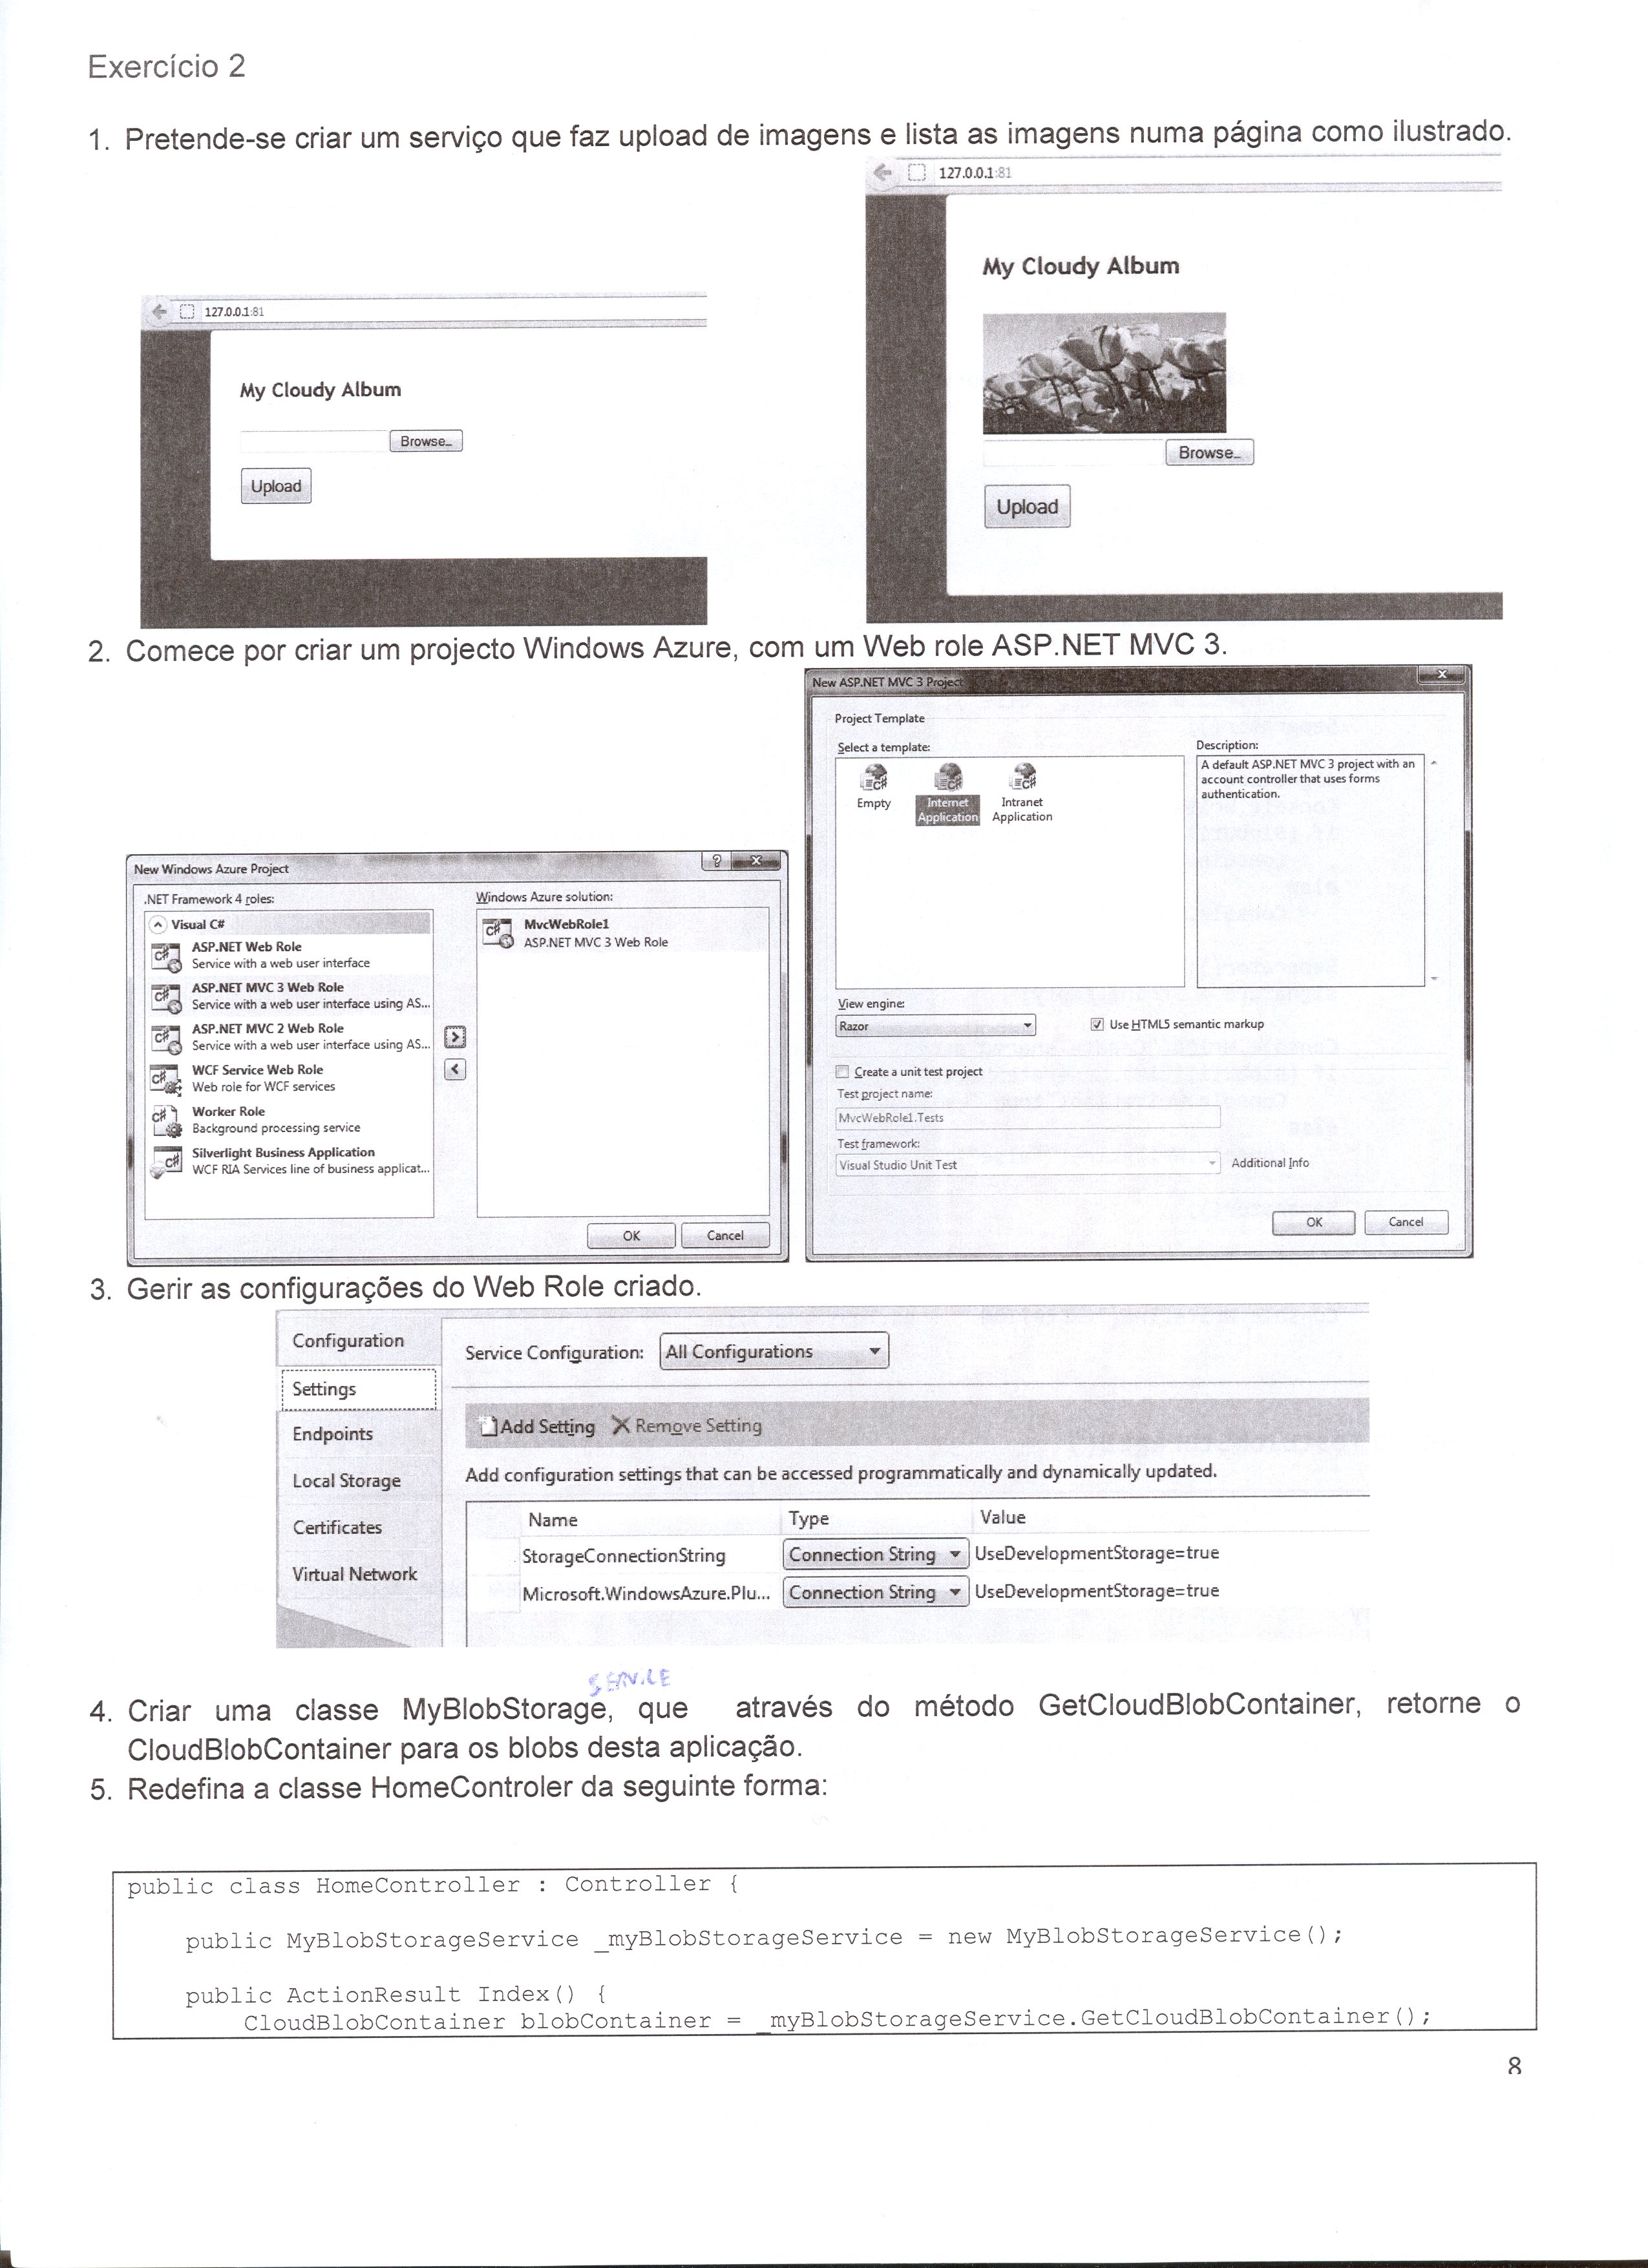 Exercício 2
1. Pretende-se criar um serviço que faz upload de imagens e lista as imagens numa página como ilustrado.
127.0.0.1:81
My Cloudy Album
Browse...
Upload
127.0.0.1:81
My Cloudy Album
Browse...
Upload
2. Comece por criar um projecto Windows Azure, com um Web role ASP.NET MVC 3.
New Windows Azure Project
.NET Framework 4 roles:
Visual C#
ASP.NET Web Role
Service with a web user interface
ASP.NET MVC 3 Web Role
Service with a web user interface using AS...
ASP.NET MVC 2 Web Role
Service with a web user interface using AS...
WCF Service Web Role
Web role for WCF services
Worker Role
Background processing service
Silverlight Business Application
WCF RIA Services line of business applicat...
Windows Azure solution:
MvcWebRole1
ASP.NET MVC 3 Web Role
OK Cancel
New ASP.NET MVC 3 Project
Project Template
Select a template:
Empty
Internet Application
Intranet Application
Description:
A default ASP.NET MVC 3 project with an
account controller that uses forms
authentication.
View engine:
Razor
Use HTML5 semantic markup
Create a unit test project
Test project name:
MvcWebRole1.Tests
Test framework:
Visual Studio Unit Test
Additional Info
OK Cancel
3. Gerir as configurações do Web Role criado.
Configuration
Settings
Endpoints
Local Storage
Certificates
Virtual Network
Service Configuration: All Configurations
Add Setting Remove Setting
Add configuration settings that can be accessed programmatically and dynamically updated.
Name Type Value
StorageConnectionString Connection String UseDevelopmentStorage=true
Microsoft.WindowsAzure.Plu... Connection String UseDevelopmentStorage=true
SERVICE
4. Criar uma classe MyBlobStorage, que através do método GetCloudBlobContainer, retorne o
CloudBlobContainer para os blobs desta aplicação.
5. Redefina a classe HomeControler da seguinte forma:
public class HomeController : Controller {
public MyBlobStorageService _myBlobStorageService = new MyBlobStorageService();
public ActionResult Index() {
CloudBlobContainer blobContainer = _myBlobStorageService.GetCloudBlobContainer();
8